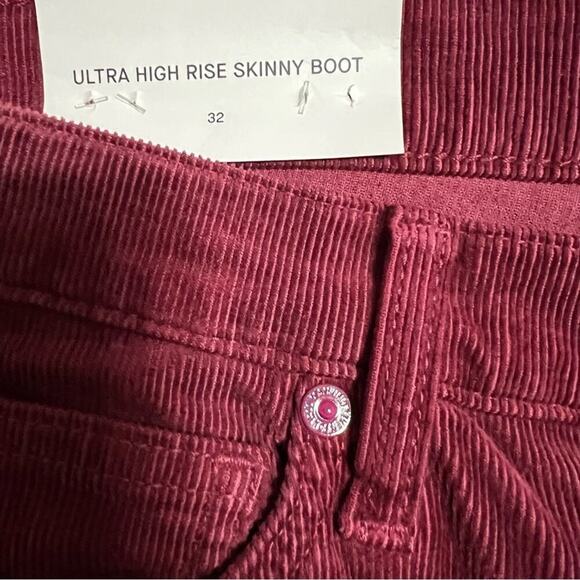 ULTRA HIGH RISE SKINNY BOOT
32